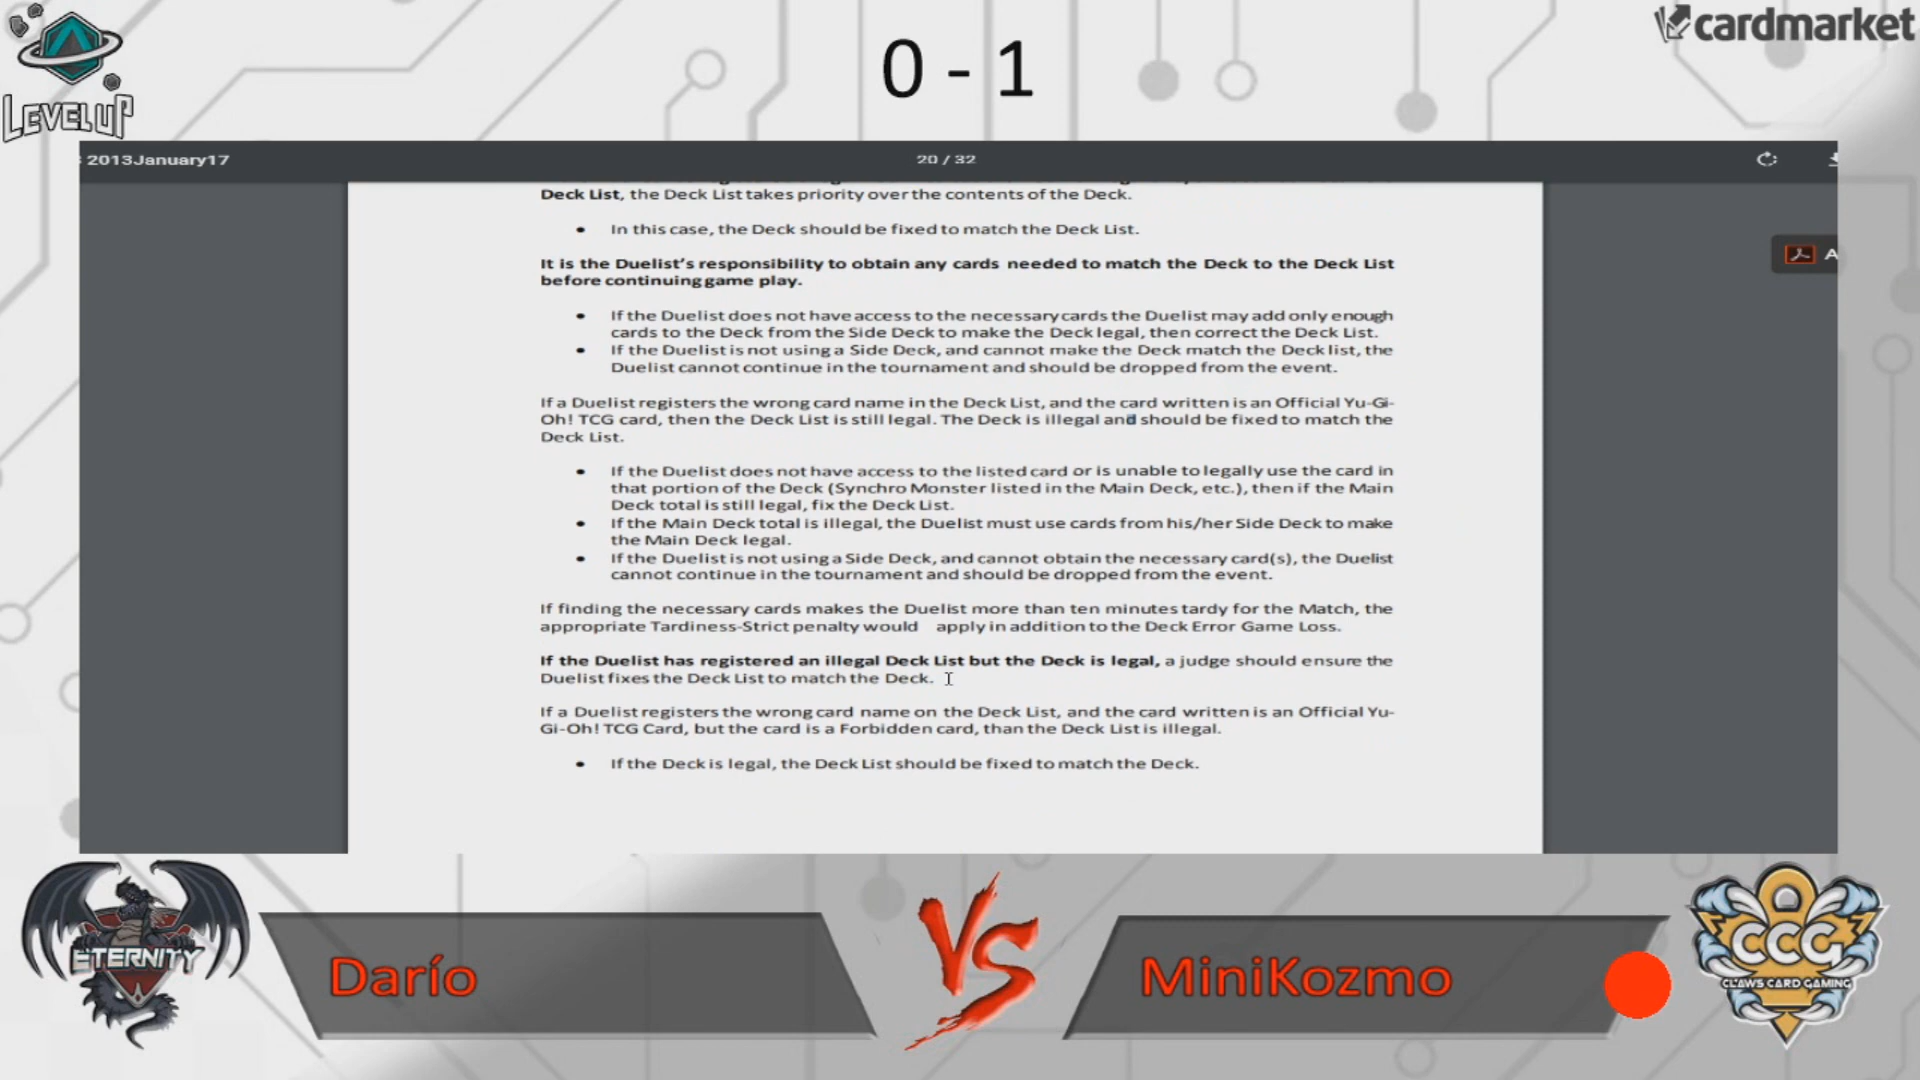 LEVEL UP
0 - 1
cardmarket
2013January17
20 / 32
Deck List, the Deck List takes priority over the contents of the Deck.
• In this case, the Deck should be fixed to match the Deck List.
A
It is the Duelist's responsibility to obtain any cards needed to match the Deck to the Deck List
before continuing game play.
• If the Duelist does not have access to the necessary cards the Duelist may add only enough
cards to the Deck from the Side Deck to make the Deck legal, then correct the Deck List.
• If the Duelist is not using a Side Deck, and cannot make the Deck match the Deck list, the
Duelist cannot continue in the tournament and should be dropped from the event.
If a Duelist registers the wrong card name in the Deck List, and the card written is an Official Yu-Gi-
Oh! TCG card, then the Deck List is still legal. The Deck is illegal and should be fixed to match the
Deck List.
• If the Duelist does not have access to the listed card or is unable to legally use the card in
that portion of the Deck (Synchro Monster listed in the Main Deck, etc.), then if the Main
Deck total is still legal, fix the Deck List.
• If the Main Deck total is illegal, the Duelist must use cards from his/her Side Deck to make
the Main Deck legal.
• If the Duelist is not using a Side Deck, and cannot obtain the necessary card(s), the Duelist
cannot continue in the tournament and should be dropped from the event.
If finding the necessary cards makes the Duelist more than ten minutes tardy for the Match, the
appropriate Tardiness-Strict penalty would apply in addition to the Deck Error Game Loss.
If the Duelist has registered an illegal Deck List but the Deck is legal, a judge should ensure the
Duelist fixes the Deck List to match the Deck.
If a Duelist registers the wrong card name on the Deck List, and the card written is an Official Yu-
Gi-Oh! TCG Card, but the card is a Forbidden card, than the Deck List is illegal.
• If the Deck is legal, the Deck List should be fixed to match the Deck.
ETERNITY
Darío
VS
MiniKozmo
CCG
CLAWS CARD GAMING